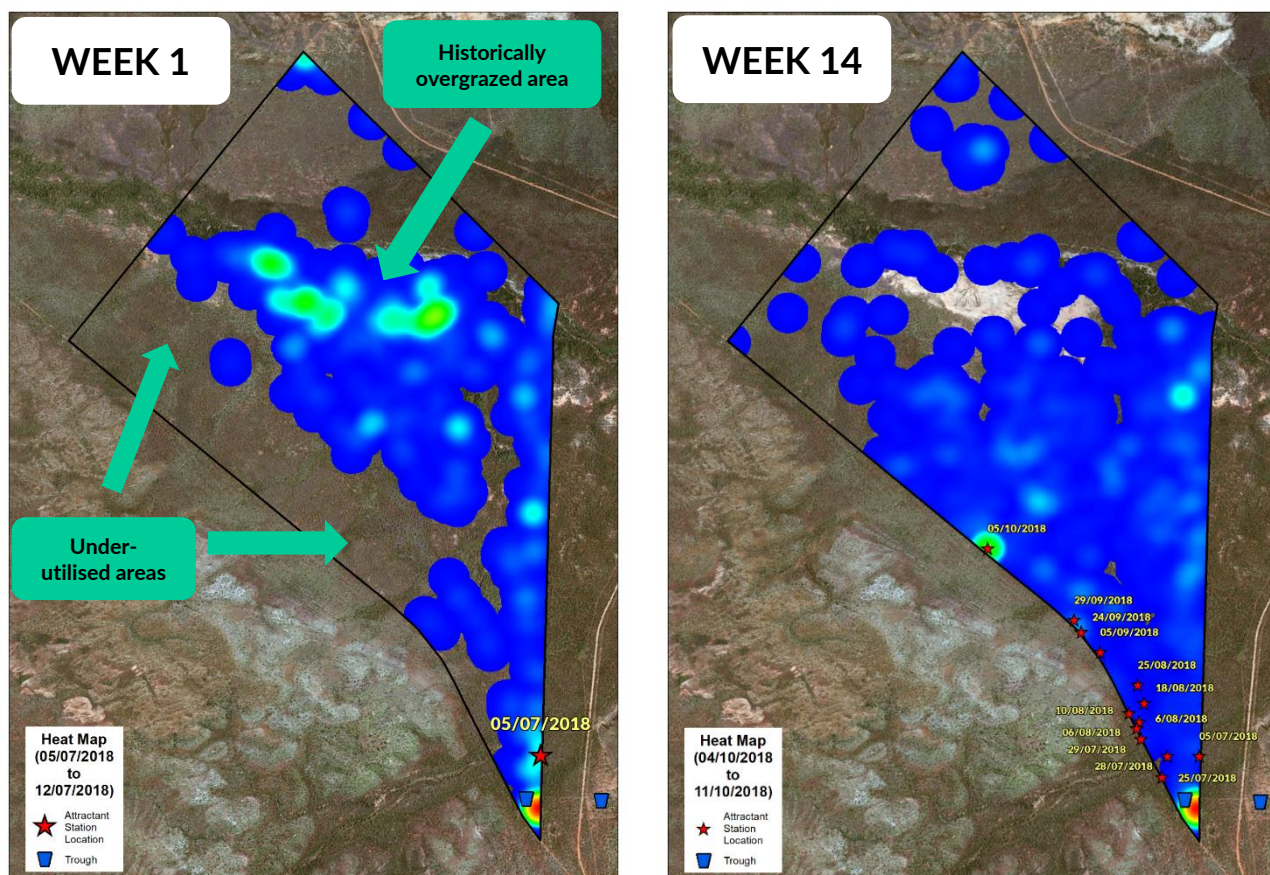 WEEK 1
Historically
overgrazed area
Under-
utilised areas
05/07/2018
Heat Map
(05/07/2018
to
12/07/2018)
Attractant
Station
Location
Trough
WEEK 14
05/10/2018
29/09/2018
24/09/2018
05/09/2018
25/08/2018
18/08/2018
10/08/2018
6/08/2018
06/08/2018
05/07/2018
29/07/2018
28/07/2018
25/07/2018
Heat Map
(04/10/2018
to
11/10/2018)
Attractant
Station
Location
Trough